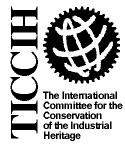 TICCIH
The International
Committee for the
Conservation
of the Industrial
Heritage